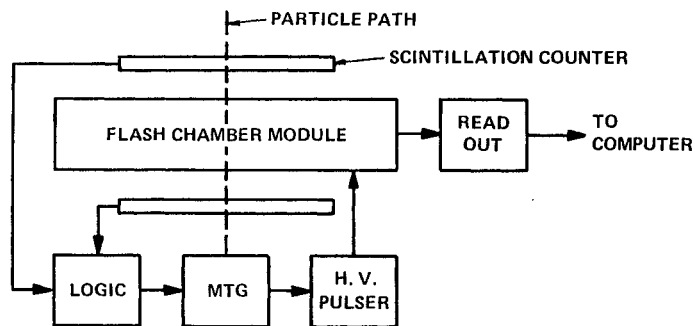 PARTICLE PATH
SCINTILLATION COUNTER
FLASH CHAMBER MODULE
READ
OUT
TO
COMPUTER
LOGIC
MTG
H. V.
PULSER